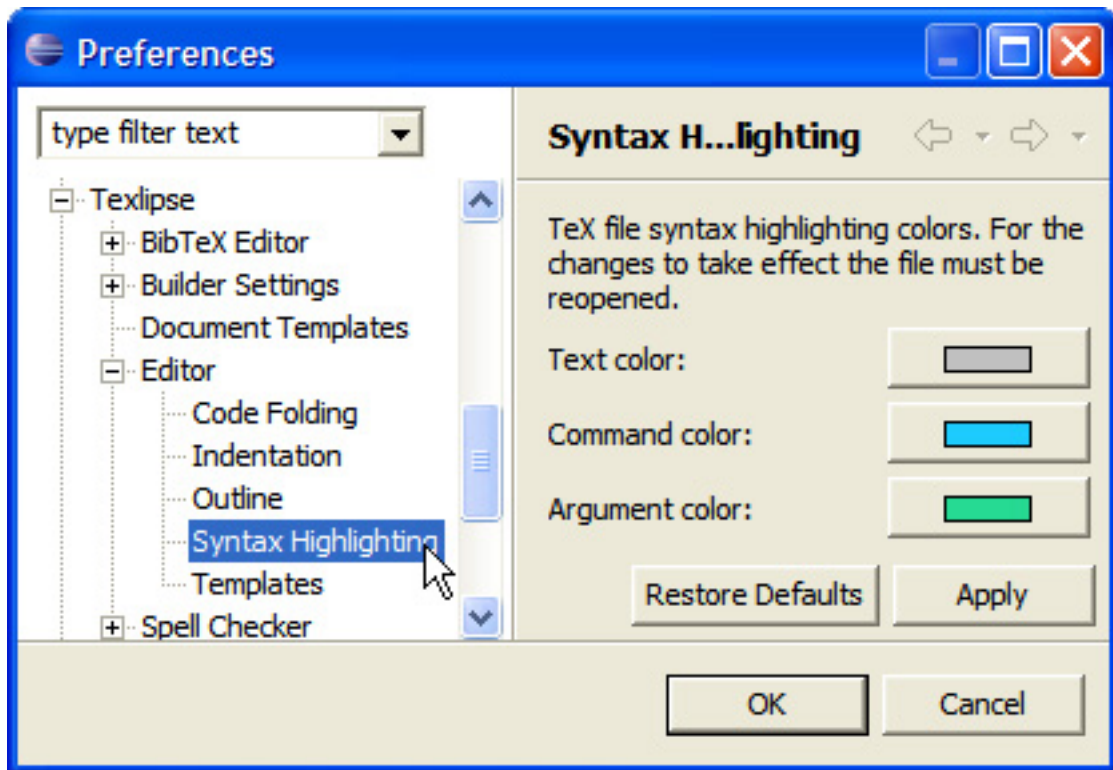 Preferences
type filter text
Texlipse
BibTeX Editor
Builder Settings
Document Templates
Editor
Code Folding
Indentation
Outline
Syntax Highlighting
Templates
Spell Checker
Syntax H...lighting
TeX file syntax highlighting colors. For the
changes to take effect the file must be
reopened.
Text color:
Command color:
Argument color:
Restore Defaults
Apply
OK
Cancel